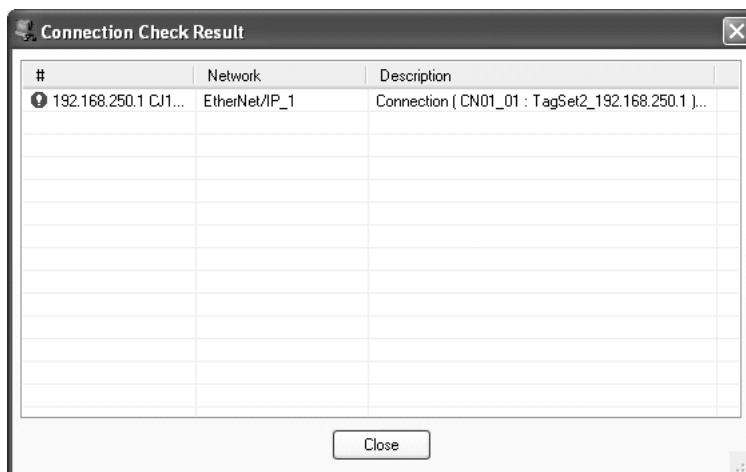 Connection Check Result
# Network Description
192.168.250.1 CJ1... EtherNet/IP_1 Connection ( CN01_01 : TagSet2_192.168.250.1 )...
Close